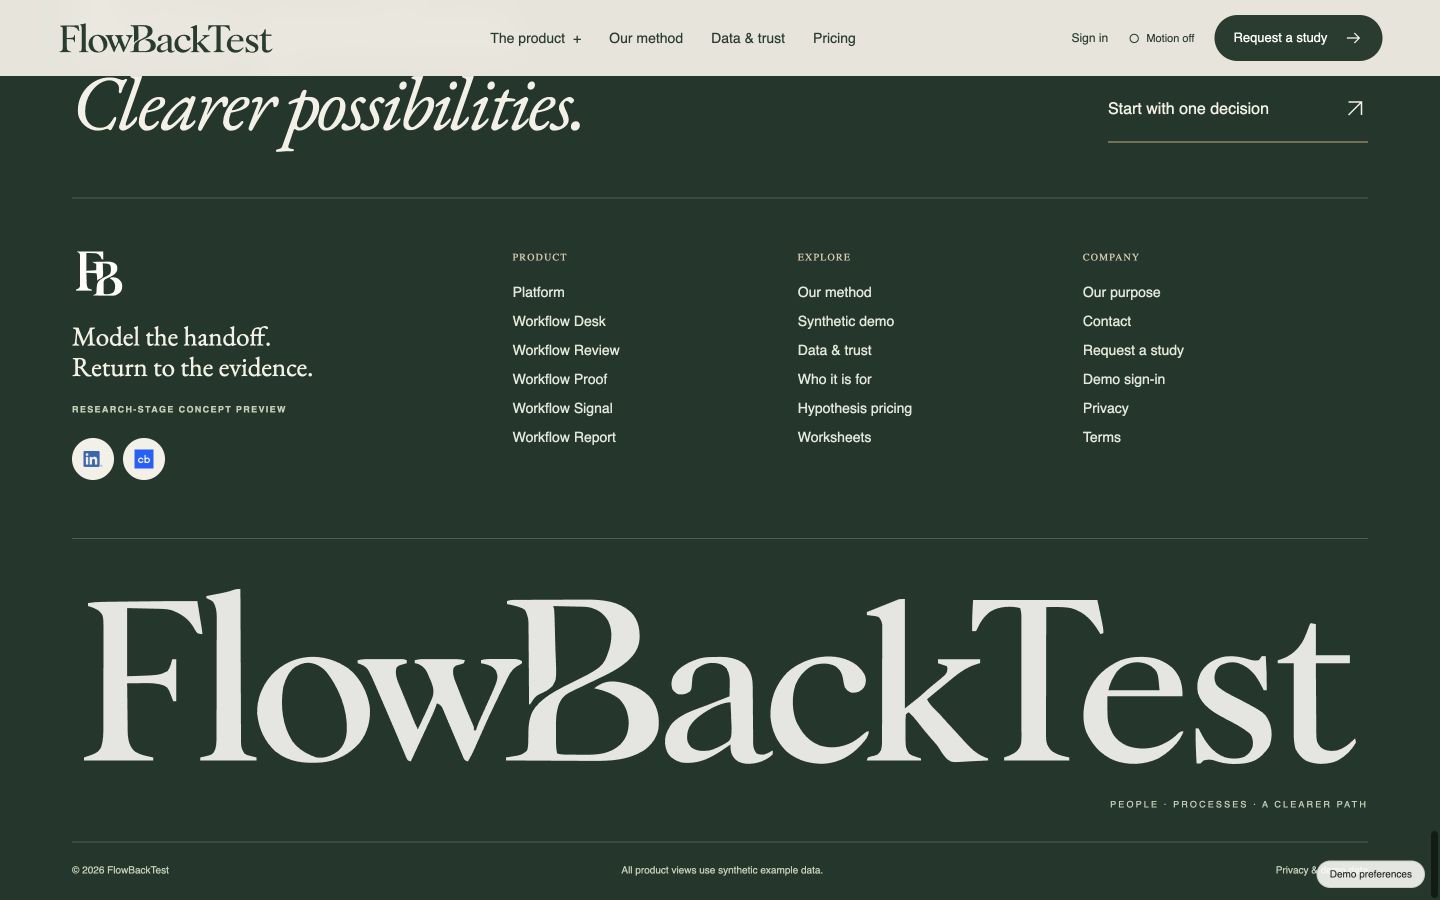 FlowBackTest
The product +
Our method
Data & trust
Pricing
Sign in
Motion off
Request a study
Clearer possibilities.
Start with one decision
FB
Model the handoff.
Return to the evidence.
RESEARCH-STAGE CONCEPT PREVIEW
in
cb
PRODUCT
Platform
Workflow Desk
Workflow Review
Workflow Proof
Workflow Signal
Workflow Report
EXPLORE
Our method
Synthetic demo
Data & trust
Who it is for
Hypothesis pricing
Worksheets
COMPANY
Our purpose
Contact
Request a study
Demo sign-in
Privacy
Terms
FlowBackTest
PEOPLE · PROCESSES · A CLEARER PATH
© 2026 FlowBackTest
All product views use synthetic example data.
Privacy &
Demo preferences